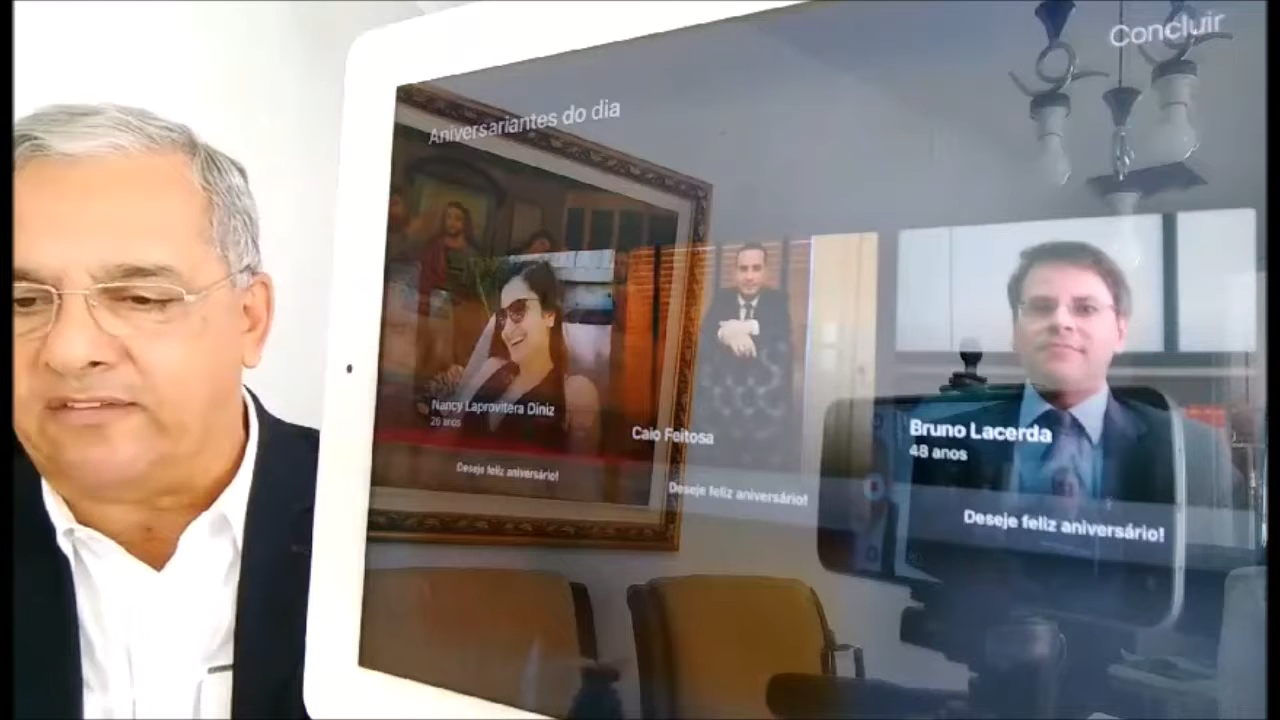 Concluir
Aniversariantes do dia
Nancy Laprovitera Diniz
26 anos
Deseje feliz aniversário!
Caio Feitosa
Deseje feliz aniversário!
Bruno Lacerda
48 anos
Deseje feliz aniversário!